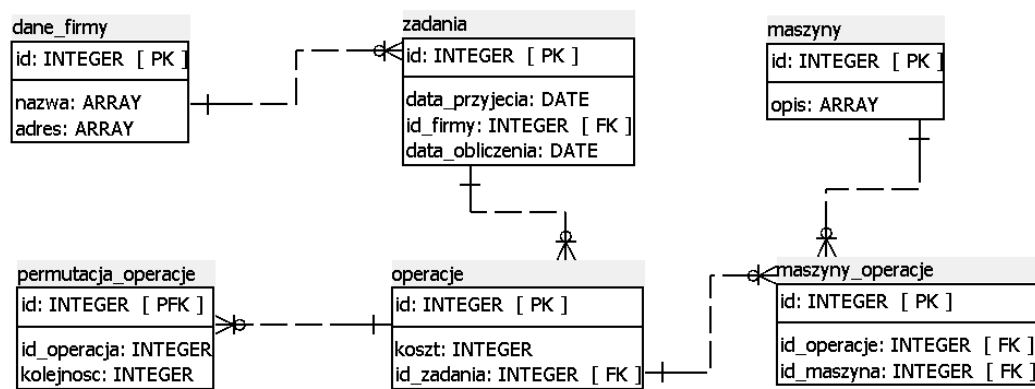 dane_firmy
id: INTEGER [ PK ]
nazwa: ARRAY
adres: ARRAY
zadania
id: INTEGER [ PK ]
data_przyjecia: DATE
id_firmy: INTEGER [ FK ]
data_obliczenia: DATE
maszyny
id: INTEGER [ PK ]
opis: ARRAY
permutacja_operacje
id: INTEGER [ PFK ]
id_operacja: INTEGER
kolejnosc: INTEGER
operacje
id: INTEGER [ PK ]
koszt: INTEGER
id_zadania: INTEGER [ FK ]
maszyny_operacje
id: INTEGER [ PK ]
id_operacje: INTEGER [ FK ]
id_maszyna: INTEGER [ FK ]